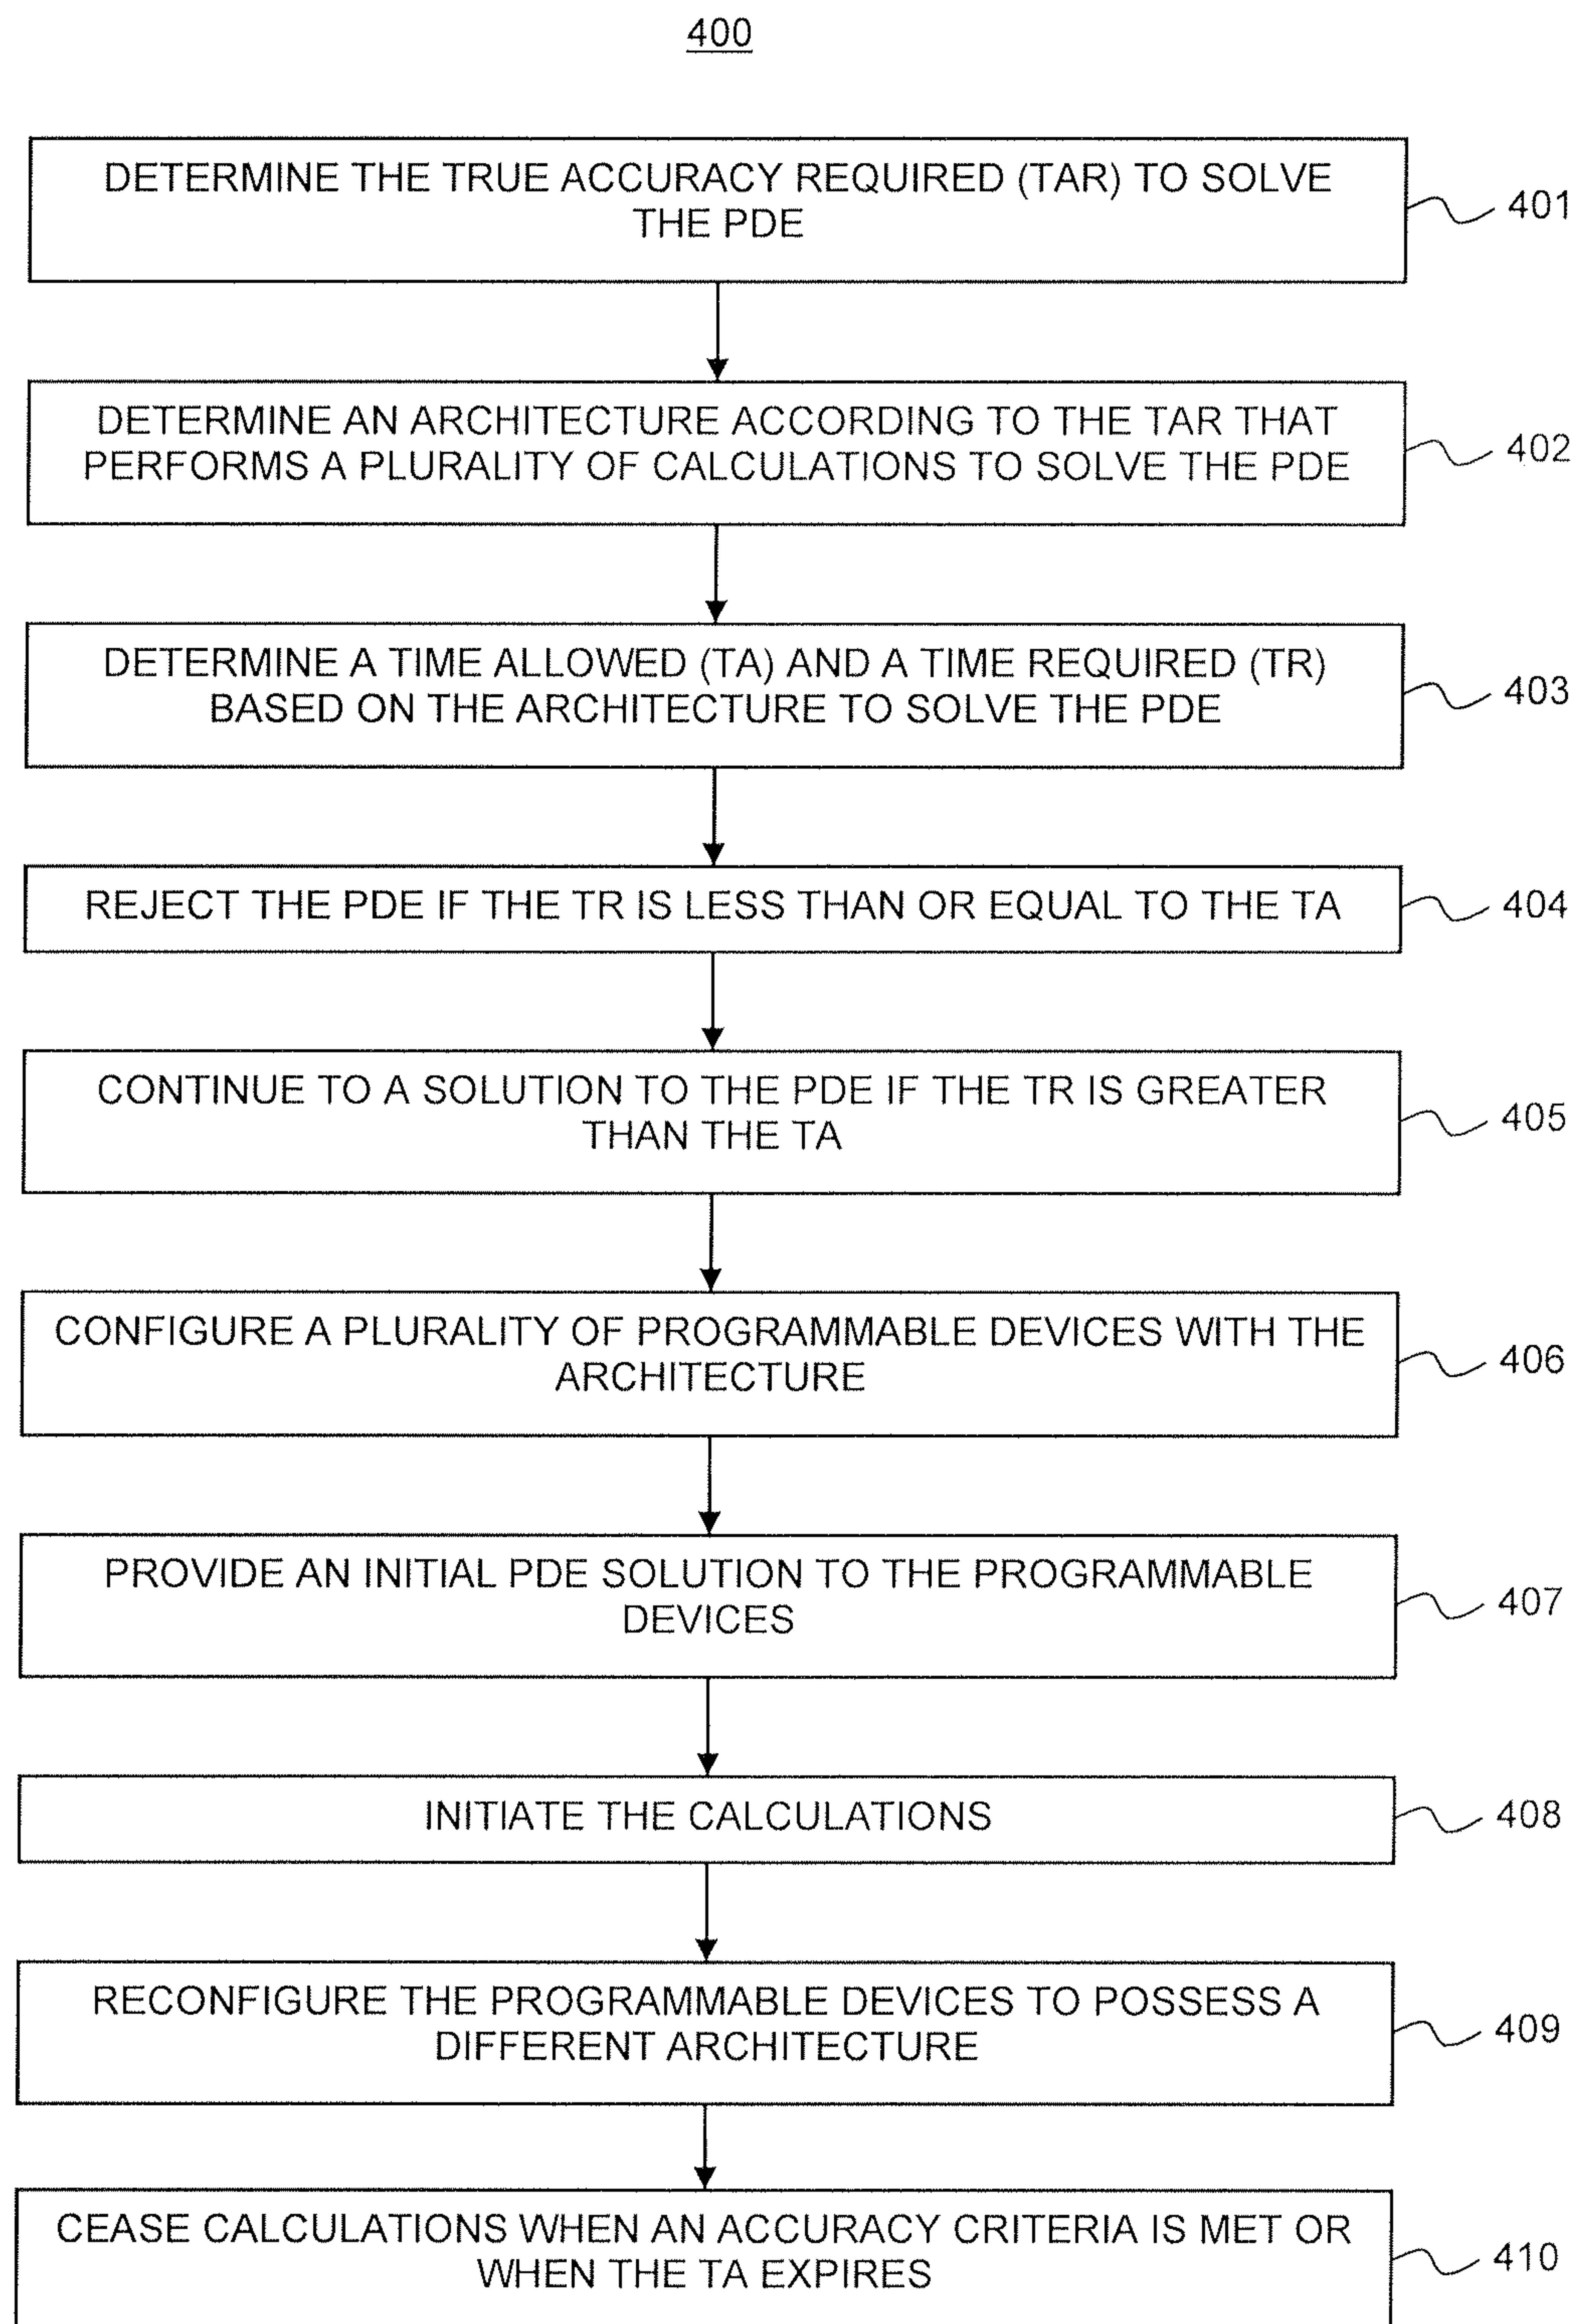 400
DETERMINE THE TRUE ACCURACY REQUIRED (TAR) TO SOLVE
THE PDE
401
DETERMINE AN ARCHITECTURE ACCORDING TO THE TAR THAT
PERFORMS A PLURALITY OF CALCULATIONS TO SOLVE THE PDE
402
DETERMINE A TIME ALLOWED (TA) AND A TIME REQUIRED (TR)
BASED ON THE ARCHITECTURE TO SOLVE THE PDE
403
REJECT THE PDE IF THE TR IS LESS THAN OR EQUAL TO THE TA
404
CONTINUE TO A SOLUTION TO THE PDE IF THE TR IS GREATER
THAN THE TA
405
CONFIGURE A PLURALITY OF PROGRAMMABLE DEVICES WITH THE
ARCHITECTURE
406
PROVIDE AN INITIAL PDE SOLUTION TO THE PROGRAMMABLE
DEVICES
407
INITIATE THE CALCULATIONS
408
RECONFIGURE THE PROGRAMMABLE DEVICES TO POSSESS A
DIFFERENT ARCHITECTURE
409
CEASE CALCULATIONS WHEN AN ACCURACY CRITERIA IS MET OR
WHEN THE TA EXPIRES
410